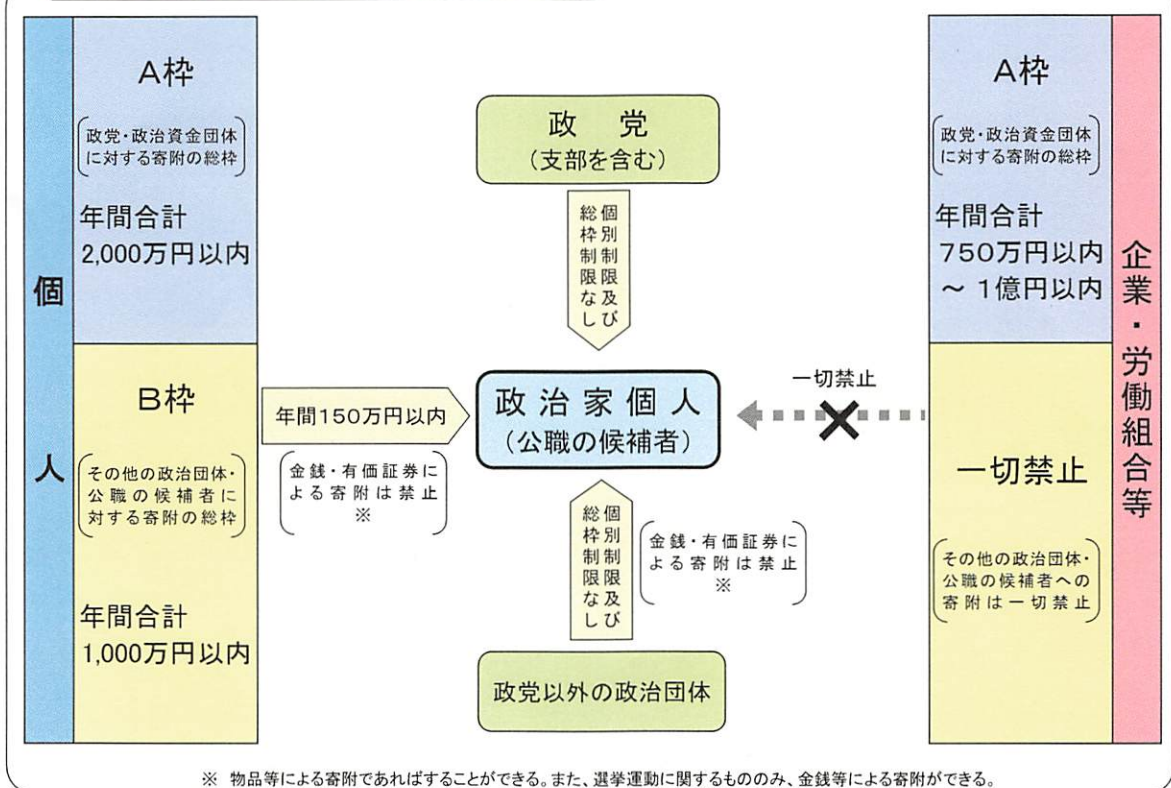 個人
A枠
政党・政治資金団体
に対する寄附の総枠
年間合計
2,000万円以内
B枠
その他の政治団体・
公職の候補者に
対する寄附の総枠
年間合計
1,000万円以内
年間150万円以内
金銭・有価証券に
よる寄附は禁止
※
政党
(支部を含む)
個別制限及び
総枠制限なし
政治家個人
(公職の候補者)
個別制限及び
総枠制限なし
金銭・有価証券に
よる寄附は禁止
※
政党以外の政治団体
一切禁止
A枠
政党・政治資金団体
に対する寄附の総枠
年間合計
750万円以内
～1億円以内
一切禁止
その他の政治団体・
公職の候補者への
寄附は一切禁止
企業・労働組合等
※ 物品等による寄附であればすることができる。また、選挙運動に関するもののみ、金銭等による寄附ができる。